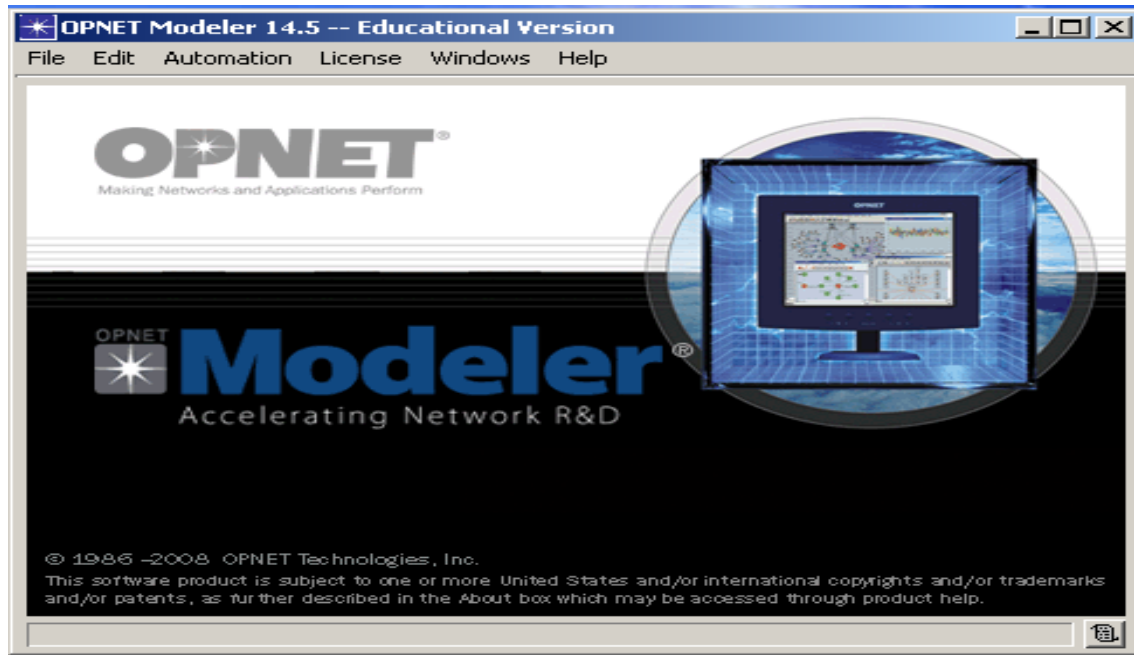 OPNET Modeler 14.5 -- Educational Version
File Edit Automation License Windows Help
OPNET®
Making Networks and Applications Perform
OPNET
OPNET
Modeler®
Accelerating Network R&D
© 1986 -2008 OPNET Technologies, Inc.
This software product is subject to one or more United States and/or international copyrights and/or trademarks
and/or patents, as further described in the About box which may be accessed through product help.